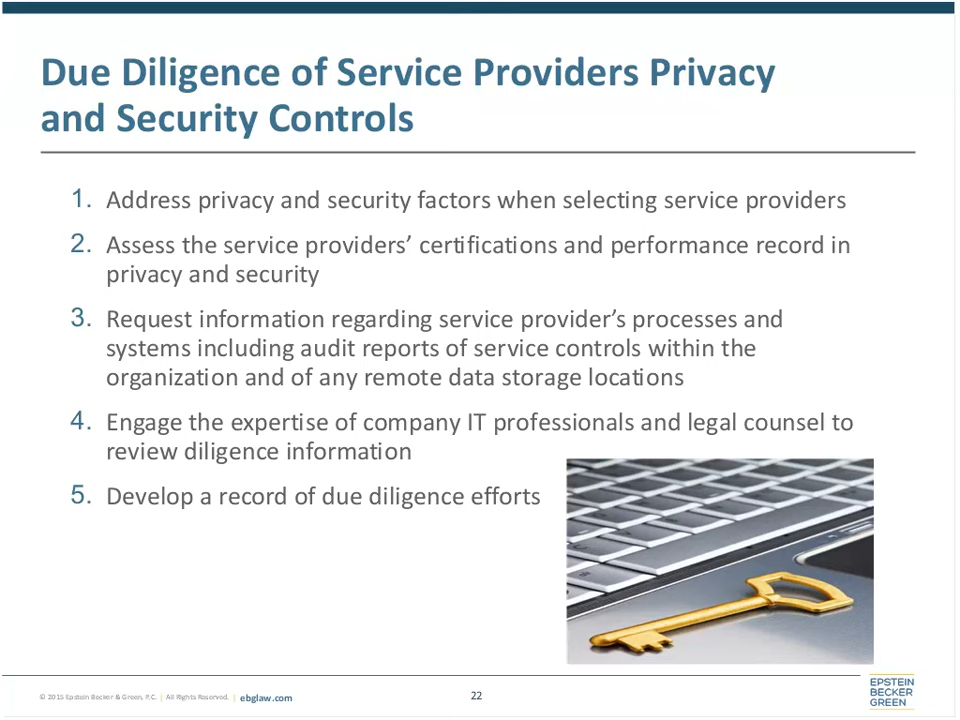 Due Diligence of Service Providers Privacy
and Security Controls
1. Address privacy and security factors when selecting service providers
2. Assess the service providers’ certifications and performance record in
privacy and security
3. Request information regarding service provider’s processes and
systems including audit reports of service controls within the
organization and of any remote data storage locations
4. Engage the expertise of company IT professionals and legal counsel to
review diligence information
5. Develop a record of due diligence efforts
© 2015 Epstein Becker & Green, P.C. | All Rights Reserved. | ebglaw.com
22
EPSTEIN
BECKER
GREEN